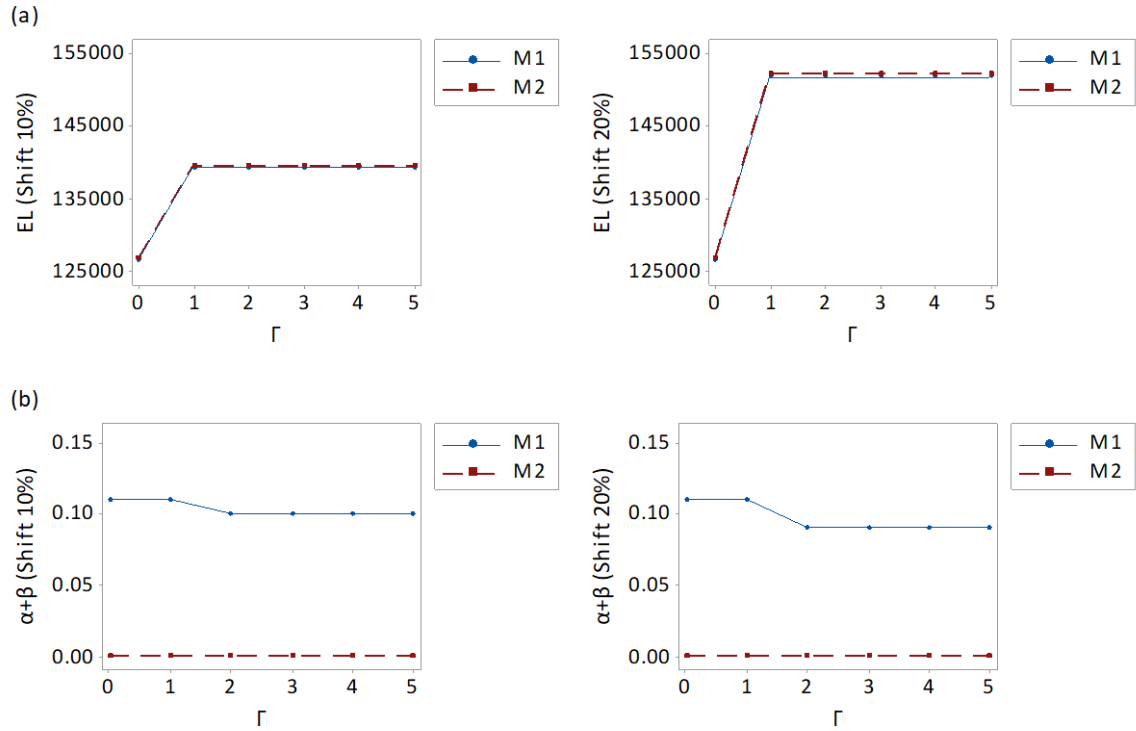 (a)
155000
145000
135000
125000
EL (Shift 10%)
0 1 2 3 4 5
Γ
M1
M2
155000
145000
135000
125000
EL (Shift 20%)
0 1 2 3 4 5
Γ
M1
M2
(b)
0.15
0.10
0.05
0.00
α+β (Shift 10%)
0 1 2 3 4 5
Γ
M1
M2
0.15
0.10
0.05
0.00
α+β (Shift 20%)
0 1 2 3 4 5
Γ
M1
M2